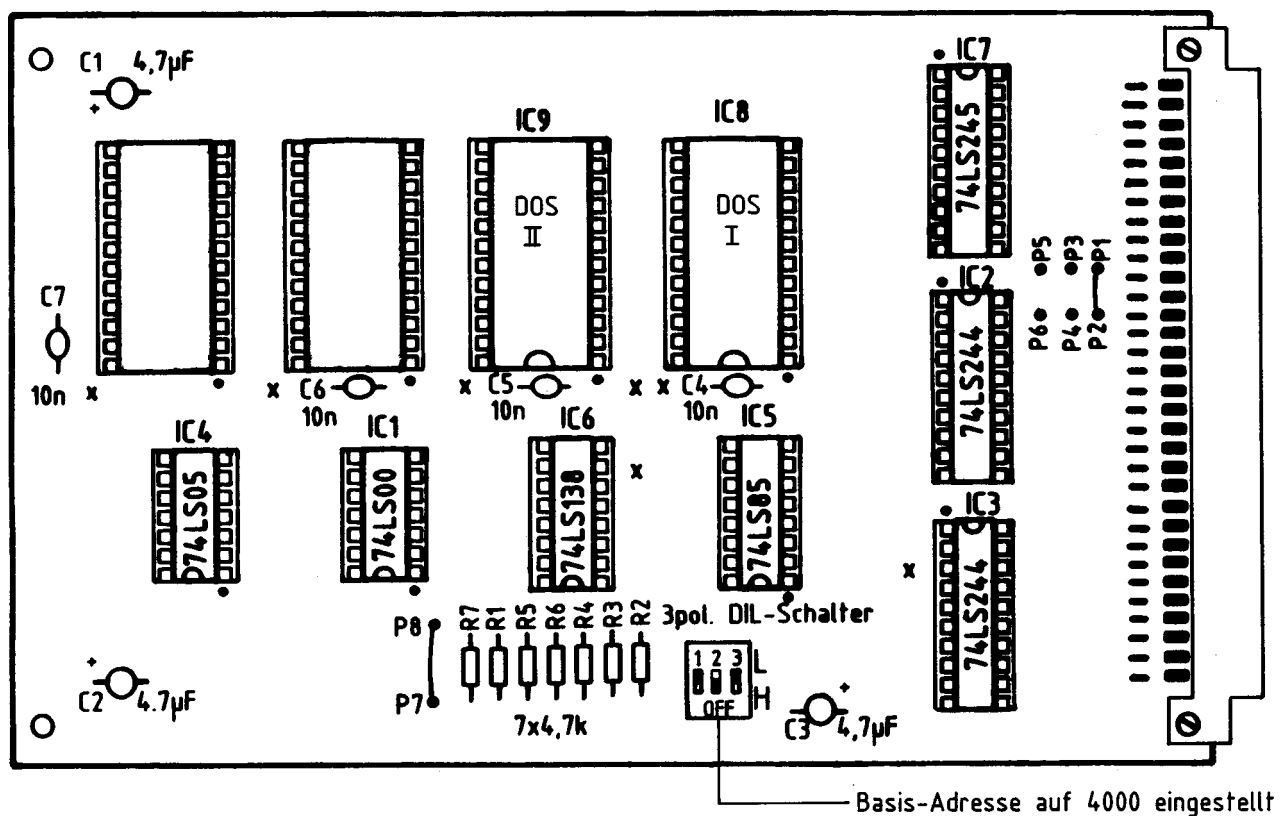 C1 4,7µF
+
IC7
74LS245
IC9
IC8
DOS
II
DOS
I
P5
P3
P1
P6
P4
P2
IC2
74LS244
C7
10n
x
x
C6
10n
x
C5
10n
x x
C4
10n
IC4
74LS05
IC1
74LS00
IC6
74LS138
x
IC5
74LS85
IC3
74LS244
x
P8
P7
R7
R1
R5
R6
R4
R3
R2
7x4,7k
3pol. DIL-Schalter
1 2 3
L
H
OFF
+
C2 4.7µF
+
C3 4,7µF
Basis-Adresse auf 4000 eingestellt